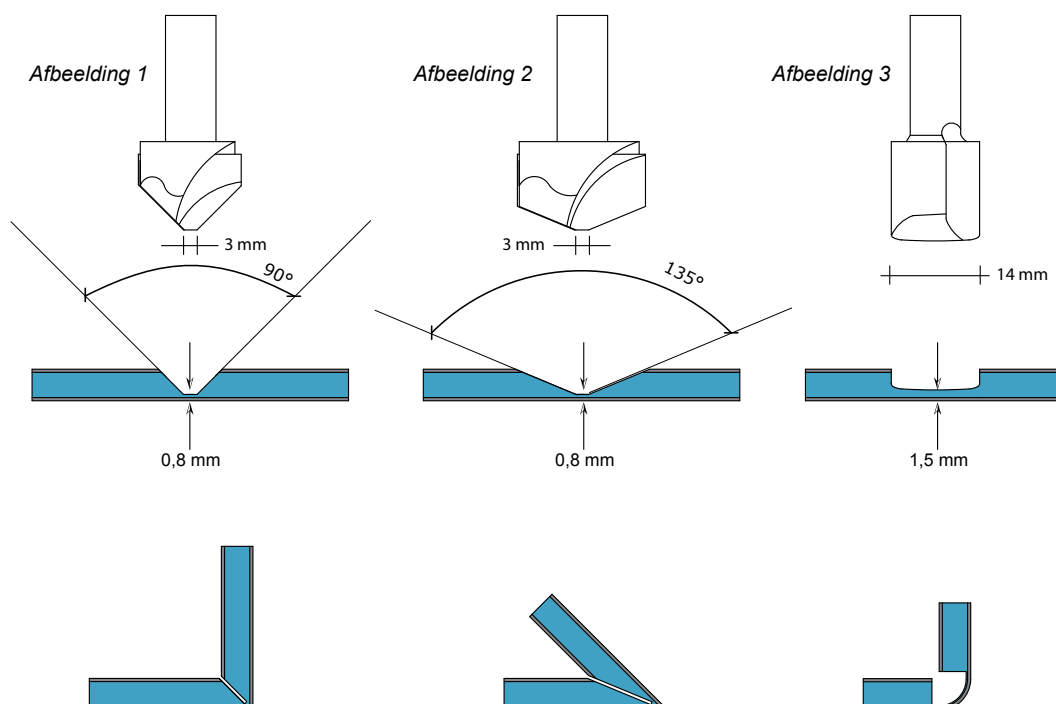 Afbeelding 1
Afbeelding 2
Afbeelding 3
3 mm
3 mm
14 mm
90°
135°
0,8 mm
0,8 mm
1,5 mm